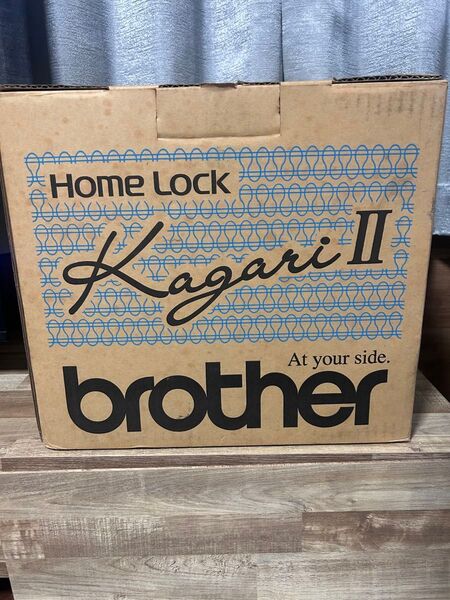 Home Lock
Kagari II
At your side.
brother